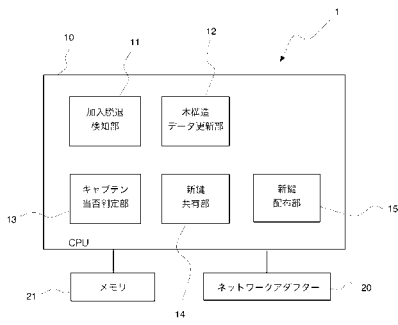 1
10
11
12
加入脱退
検知部
木構造
データ更新部
キャプテン
当否判定部
新鍵
共有部
新鍵
配布部
13
15
CPU
メモリ
ネットワークアダプター
21
14
20